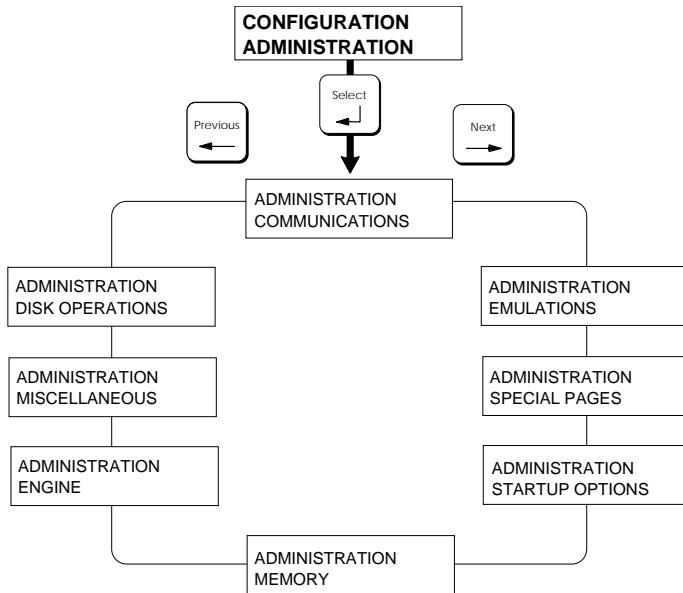 CONFIGURATION
ADMINISTRATION
Select
Previous
Next
ADMINISTRATION
COMMUNICATIONS
ADMINISTRATION
DISK OPERATIONS
ADMINISTRATION
EMULATIONS
ADMINISTRATION
MISCELLANEOUS
ADMINISTRATION
SPECIAL PAGES
ADMINISTRATION
ENGINE
ADMINISTRATION
STARTUP OPTIONS
ADMINISTRATION
MEMORY